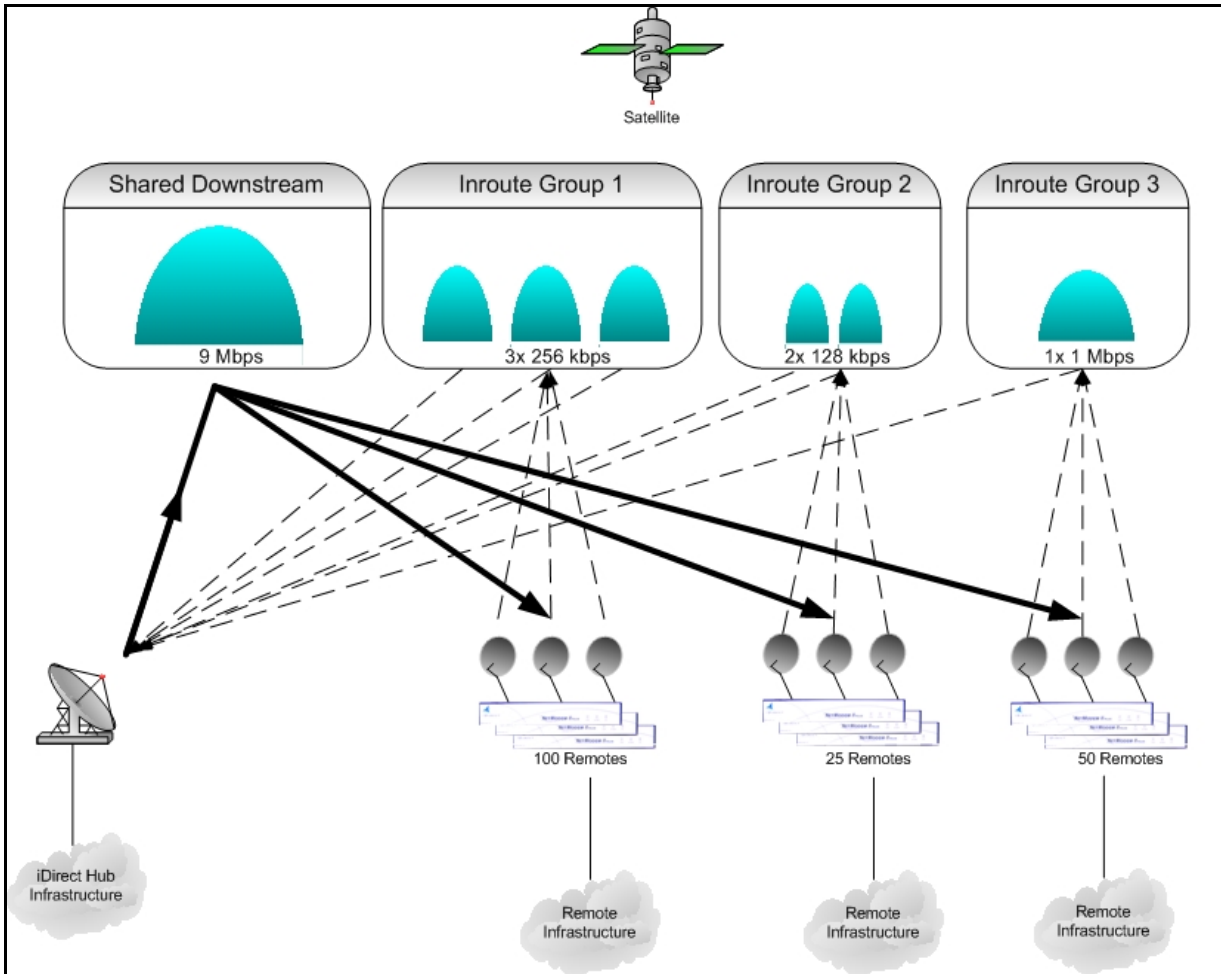 Satellite
Shared Downstream
Inroute Group 1
Inroute Group 2
Inroute Group 3
9 Mbps
3x 256 kbps
2x 128 kbps
1x 1 Mbps
100 Remotes
25 Remotes
50 Remotes
iDirect Hub
Infrastructure
Remote
Infrastructure
Remote
Infrastructure
Remote
Infrastructure